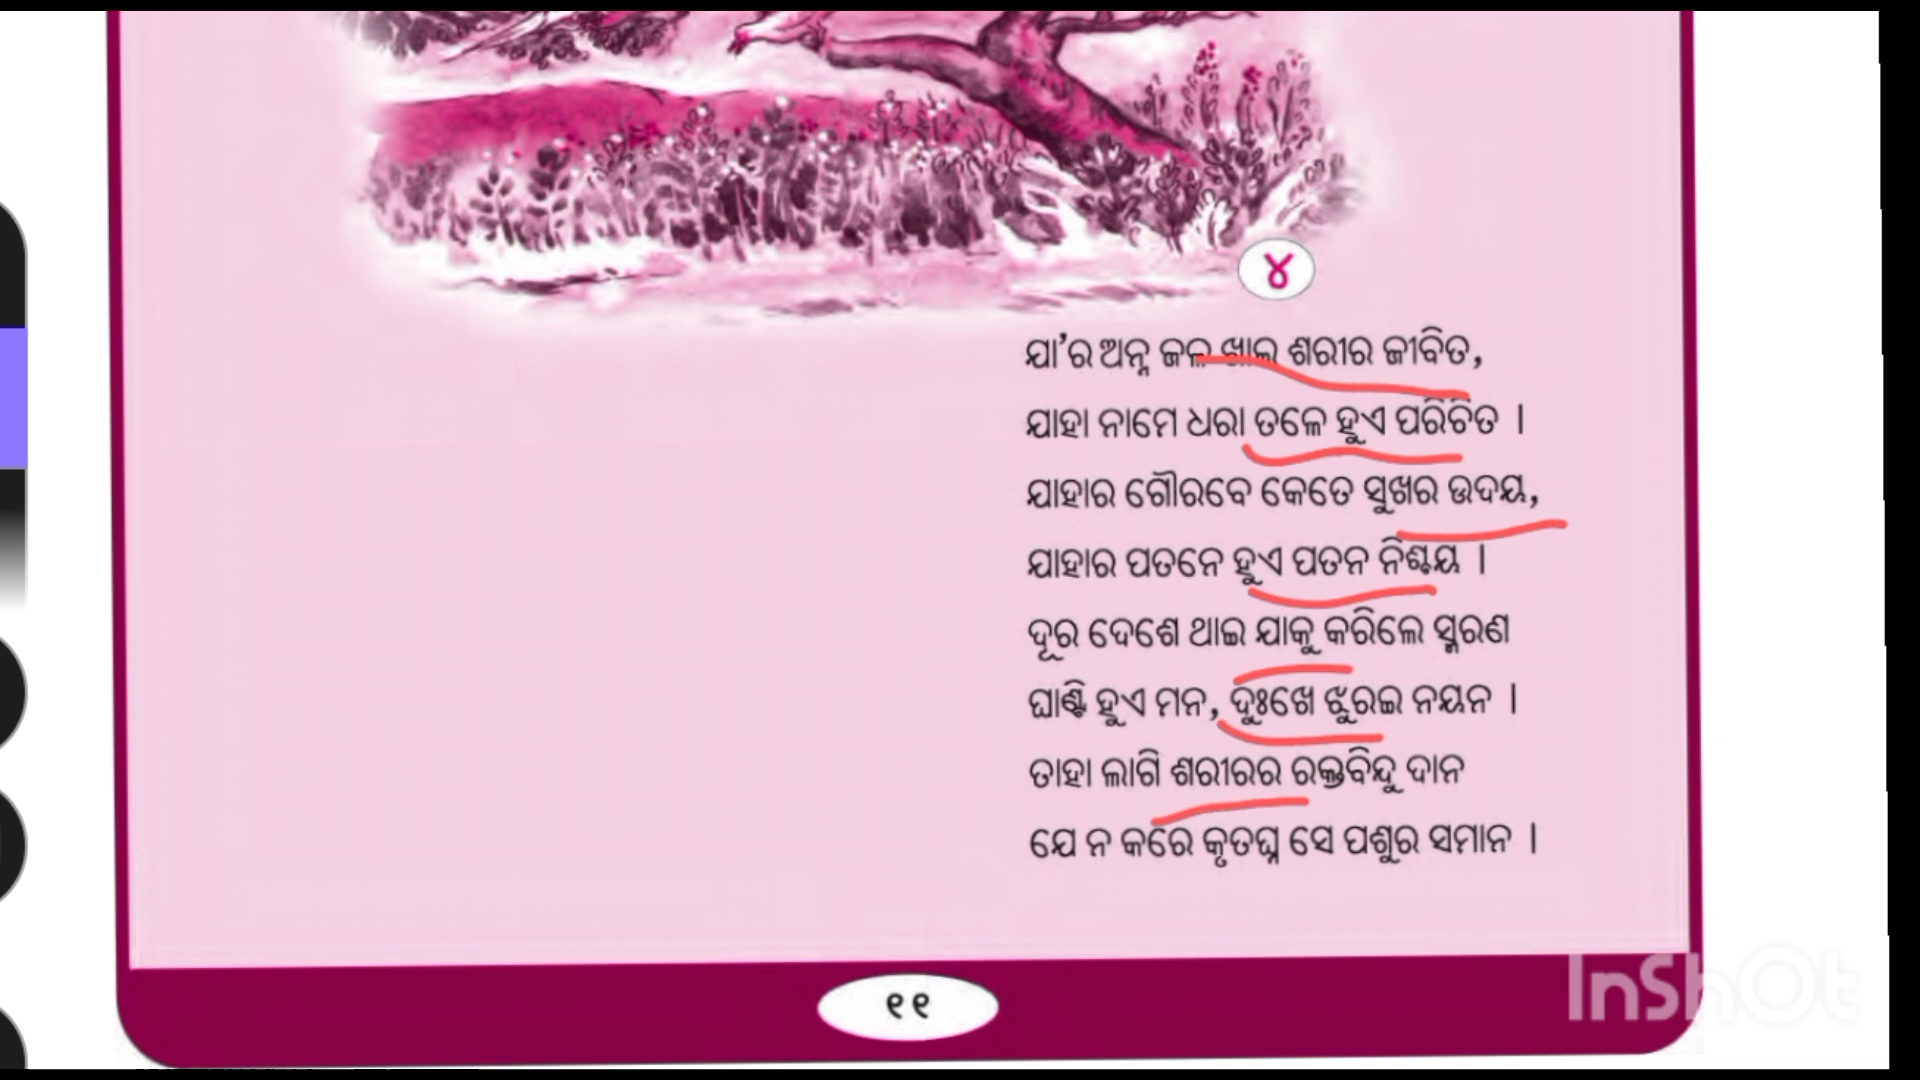 ୪
ଯା’ର ଅନ୍ନ ଜଳ ଖାଇ ଶରୀର ଜୀବିତ,
ଯାହା ନାମେ ଧରା ତଳେ ହୁଏ ପରିଚିତ ।
ଯାହାର ଗୌରବେ କେତେ ସୁଖର ଉଦୟ,
ଯାହାର ପତନେ ହୁଏ ପତନ ନିଶ୍ଚୟ ।
ଦୂର ଦେଶେ ଥାଇ ଯାକୁ କରିଲେ ସ୍ମରଣ
ଘାଣ୍ଟି ହୁଏ ମନ, ଦୁଃଖେ ଝୁରଇ ନୟନ ।
ତାହା ଲାଗି ଶରୀରର ରକ୍ତବିନ୍ଦୁ ଦାନ
ଯେ ନ କରେ କୃତଘ୍ନ ସେ ପଶୁର ସମାନ ।
୧୧
InShOt